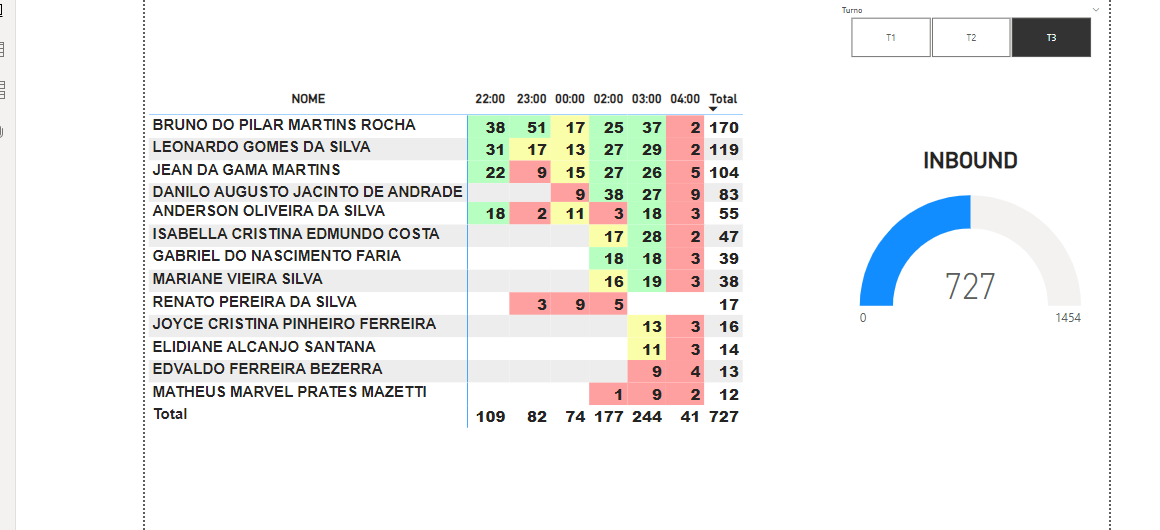 Turno
T1 T2 T3
NOME 22:00 23:00 00:00 02:00 03:00 04:00 Total
BRUNO DO PILAR MARTINS ROCHA 38 51 17 25 37 2 170
LEONARDO GOMES DA SILVA 31 17 13 27 29 2 119
JEAN DA GAMA MARTINS 22 9 15 27 26 5 104
DANILO AUGUSTO JACINTO DE ANDRADE 9 38 27 9 83
ANDERSON OLIVEIRA DA SILVA 18 2 11 3 18 3 55
ISABELLA CRISTINA EDMUNDO COSTA 17 28 2 47
GABRIEL DO NASCIMENTO FARIA 18 18 3 39
MARIANE VIEIRA SILVA 16 19 3 38
RENATO PEREIRA DA SILVA 3 9 5 17
JOYCE CRISTINA PINHEIRO FERREIRA 13 3 16
ELIDIANE ALCANJO SANTANA 11 3 14
EDVALDO FERREIRA BEZERRA 9 4 13
MATHEUS MARVEL PRATES MAZETTI 1 9 2 12
Total 109 82 74 177 244 41 727
INBOUND
727
0 1454